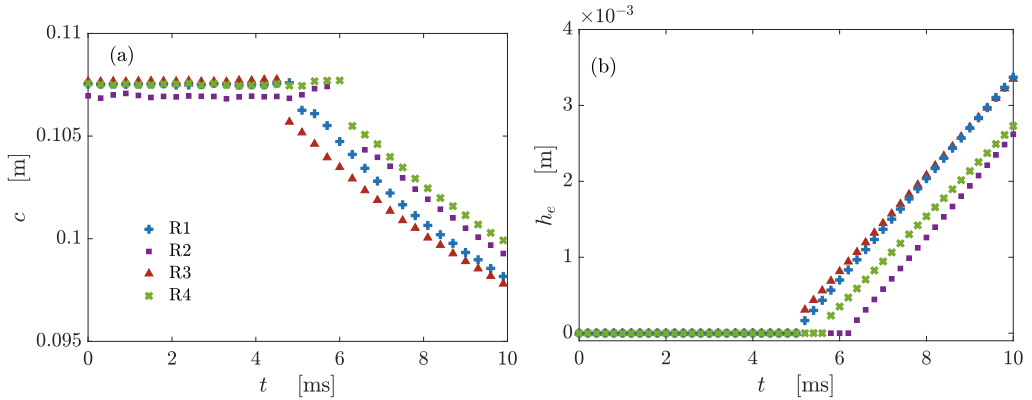 (a)
0.11
0.105
0.1
0.095
c [m]
R1
R2
R3
R4
0 2 4 6 8 10
t [ms]
×10⁻³
(b)
4
3
2
1
0
h_e [m]
0 2 4 6 8 10
t [ms]